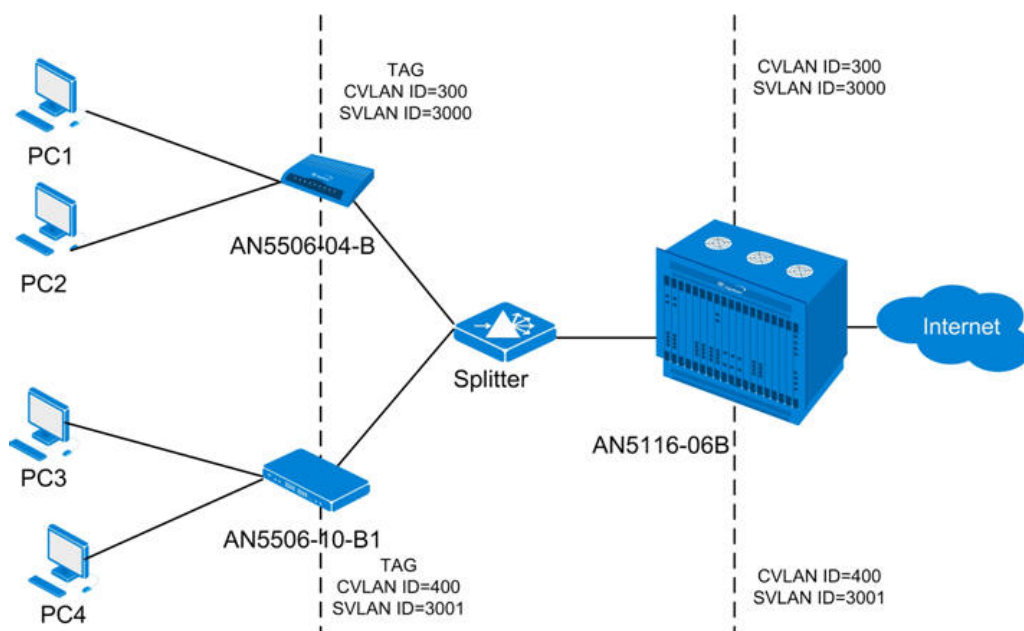 TAG
CVLAN ID=300
SVLAN ID=3000
CVLAN ID=300
SVLAN ID=3000
PC1
AN5506-04-B
PC2
Internet
Splitter
AN5116-06B
PC3
AN5506-10-B1
TAG
CVLAN ID=400
SVLAN ID=3001
CVLAN ID=400
SVLAN ID=3001
PC4